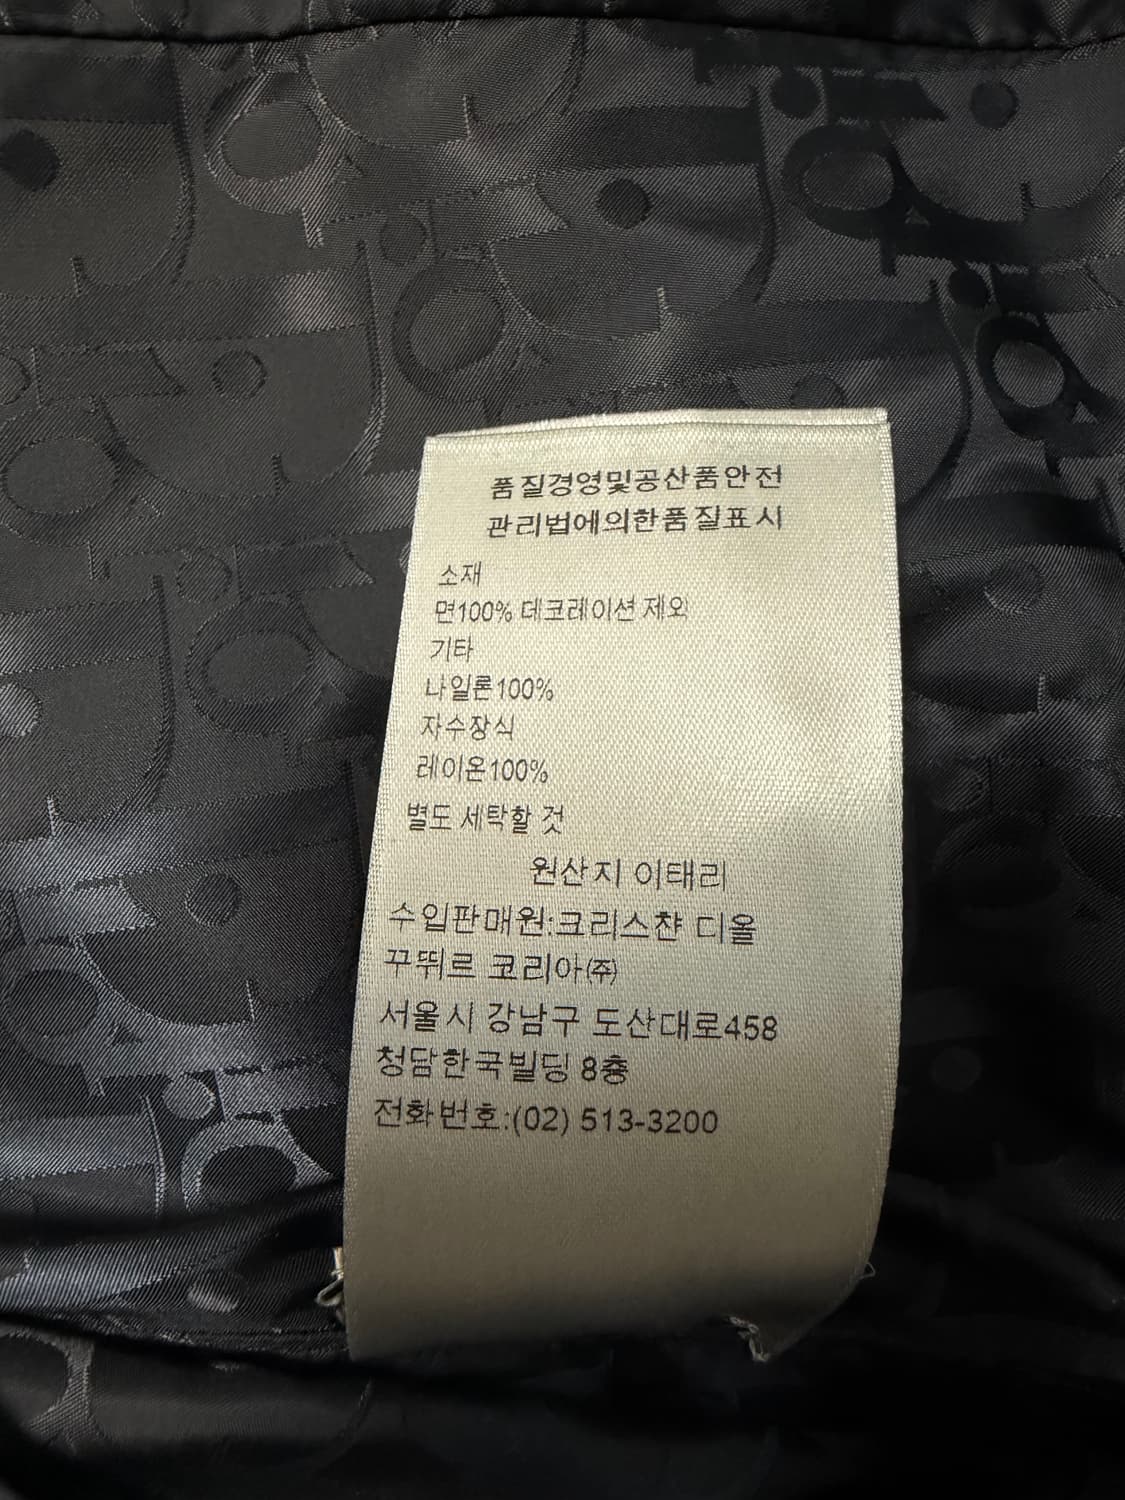 품질경영및공산품안전
관리법에의한품질표시
소재
면100% 데코레이션 제외
기타
나일론100%
자수장식
레이온100%
별도 세탁할 것
원산지 이태리
수입판매원:크리스챤 디올
꾸뛰르 코리아(주)
서울시 강남구 도산대로458
청담한국빌딩 8층
전화번호:(02) 513-3200